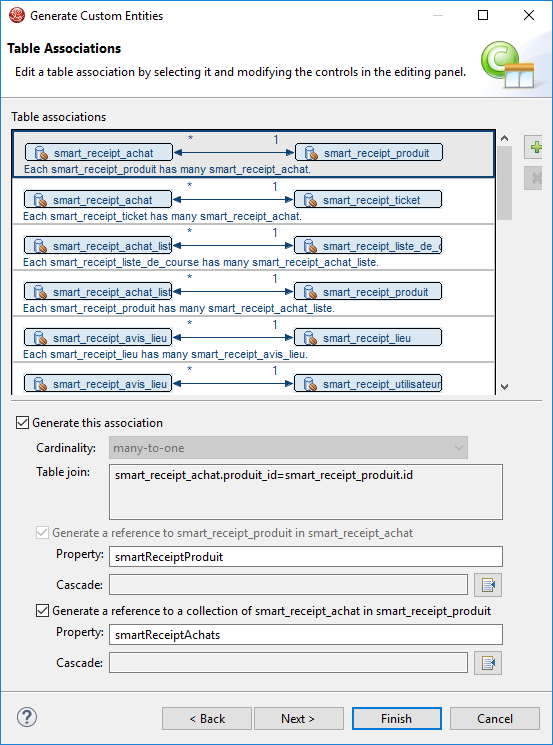 Generate Custom Entities
Table Associations
Edit a table association by selecting it and modifying the controls in the editing panel.
Table associations
smart_receipt_achat * 1 smart_receipt_produit
Each smart_receipt_produit has many smart_receipt_achat.
smart_receipt_achat * 1 smart_receipt_ticket
Each smart_receipt_ticket has many smart_receipt_achat.
smart_receipt_achat_list * 1 smart_receipt_liste_de_c
Each smart_receipt_liste_de_course has many smart_receipt_achat_liste.
smart_receipt_achat_list * 1 smart_receipt_produit
Each smart_receipt_produit has many smart_receipt_achat_liste.
smart_receipt_avis_lieu * 1 smart_receipt_lieu
Each smart_receipt_lieu has many smart_receipt_avis_lieu.
smart_receipt_avis_lieu * 1 smart_receipt_utilisateur
Generate this association
Cardinality: many-to-one
Table join: smart_receipt_achat.produit_id=smart_receipt_produit.id
Generate a reference to smart_receipt_produit in smart_receipt_achat
Property: smartReceiptProduit
Cascade:
Generate a reference to a collection of smart_receipt_achat in smart_receipt_produit
Property: smartReceiptAchats
Cascade:
? < Back Next > Finish Cancel